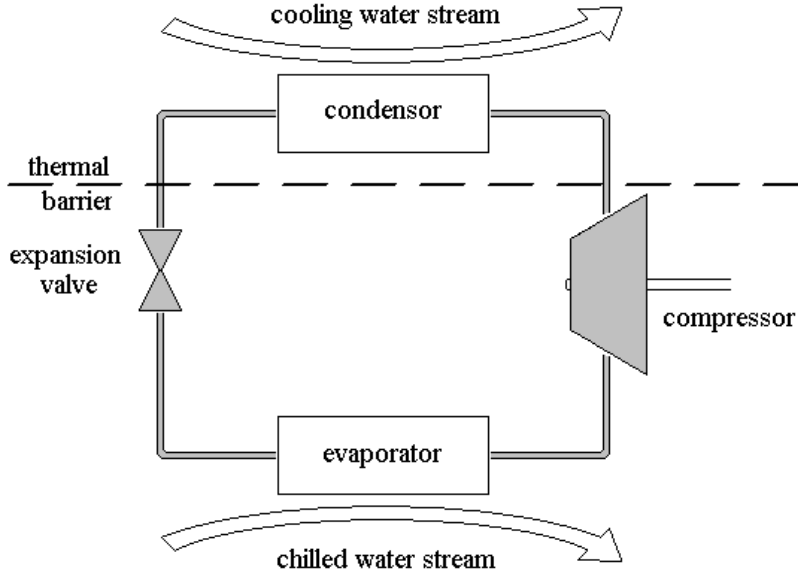 cooling water stream
condensor
thermal
barrier
expansion
valve
compressor
evaporator
chilled water stream